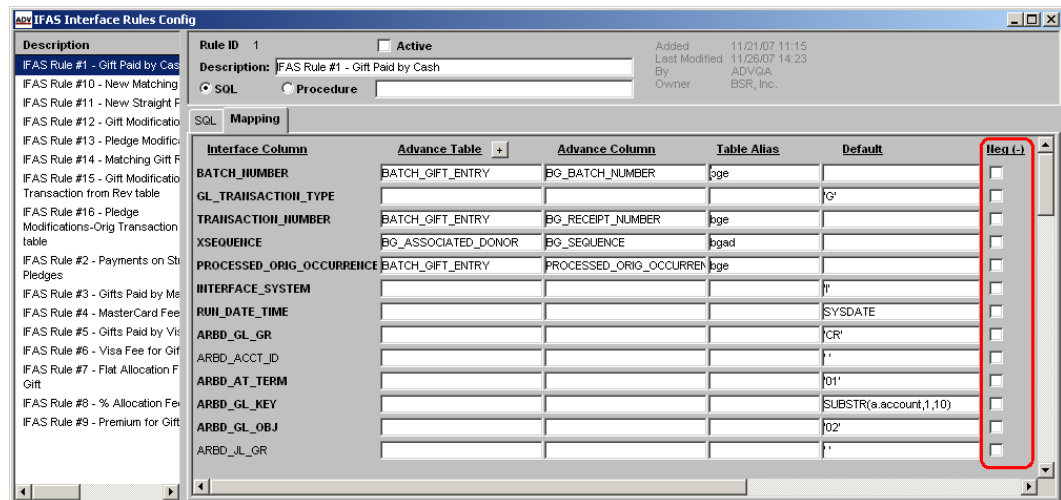 ADV IFAS Interface Rules Config
Description
IFAS Rule #1 - Gift Paid by Cas
IFAS Rule #10 - New Matching
IFAS Rule #11 - New Straight P
IFAS Rule #12 - Gift Modificatio
IFAS Rule #13 - Pledge Modifica
IFAS Rule #14 - Matching Gift R
IFAS Rule #15 - Gift Modificatio
Transaction from Rev table
IFAS Rule #16 - Pledge
Modifications-Orig Transaction
table
IFAS Rule #2 - Payments on Str
Pledges
IFAS Rule #3 - Gifts Paid by Ma
IFAS Rule #4 - MasterCard Fee
IFAS Rule #5 - Gifts Paid by Vis
IFAS Rule #6 - Visa Fee for Gif
IFAS Rule #7 - Flat Allocation F
Gift
IFAS Rule #8 - % Allocation Fe
IFAS Rule #9 - Premium for Gift
Rule ID 1 Active
Description: IFAS Rule #1 - Gift Paid by Cash
SQL Procedure
Added 11/21/07 11:15
Last Modified 11/26/07 14:23
By ADVQA
Owner BSR, Inc.
SQL Mapping
Interface Column Advance Table + Advance Column Table Alias Default Neg (-)
BATCH_NUMBER BATCH_GIFT_ENTRY BG_BATCH_NUMBER bge
GL_TRANSACTION_TYPE 'G'
TRANSACTION_NUMBER BATCH_GIFT_ENTRY BG_RECEIPT_NUMBER bge
XSEQUENCE BG_ASSOCIATED_DONOR BG_SEQUENCE bgad
PROCESSED_ORIG_OCCURRENCE BATCH_GIFT_ENTRY PROCESSED_ORIG_OCCURREN bge
INTERFACE_SYSTEM 'I'
RUN_DATE_TIME SYSDATE
ARBD_GL_GR 'CR'
ARBD_ACCT_ID ' '
ARBD_AT_TERM '01'
ARBD_GL_KEY SUBSTR(a.account,1,10)
ARBD_GL_OBJ '02'
ARBD_JL_GR ' '